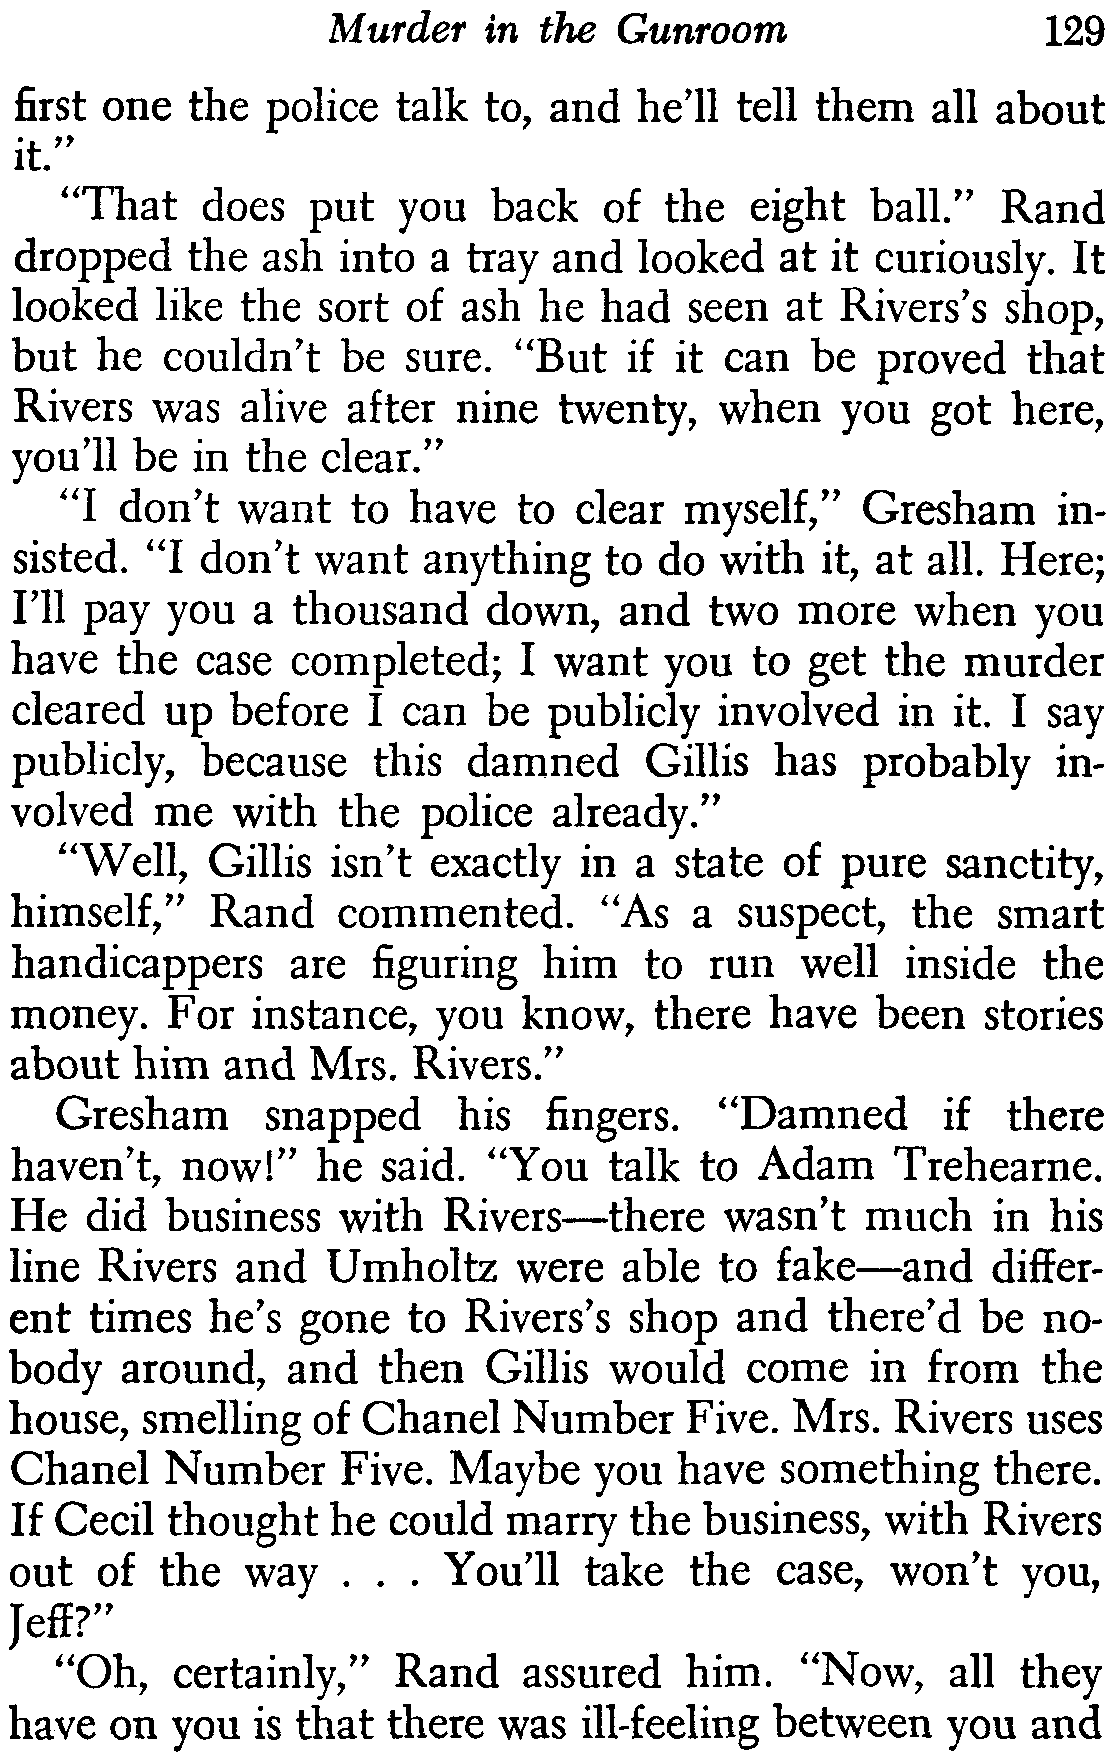 Murder in the Gunroom 129
first one the police talk to, and he'll tell them all about
it."
"That does put you back of the eight ball." Rand
dropped the ash into a tray and looked at it curiously. It
looked like the sort of ash he had seen at Rivers's shop,
but he couldn't be sure. "But if it can be proved that
Rivers was alive after nine twenty, when you got here,
you'll be in the clear."
"I don't want to have to clear myself," Gresham in-
sisted. "I don't want anything to do with it, at all. Here;
I'll pay you a thousand down, and two more when you
have the case completed; I want you to get the murder
cleared up before I can be publicly involved in it. I say
publicly, because this damned Gillis has probably in-
volved me with the police already."
"Well, Gillis isn't exactly in a state of pure sanctity,
himself," Rand commented. "As a suspect, the smart
handicappers are figuring him to run well inside the
money. For instance, you know, there have been stories
about him and Mrs. Rivers."
Gresham snapped his fingers. "Damned if there
haven't, now!" he said. "You talk to Adam Trehearne.
He did business with Rivers—there wasn't much in his
line Rivers and Umholtz were able to fake—and differ-
ent times he's gone to Rivers's shop and there'd be no-
body around, and then Gillis would come in from the
house, smelling of Chanel Number Five. Mrs. Rivers uses
Chanel Number Five. Maybe you have something there.
If Cecil thought he could marry the business, with Rivers
out of the way . . . You'll take the case, won't you,
Jeff?"
"Oh, certainly," Rand assured him. "Now, all they
have on you is that there was ill-feeling between you and